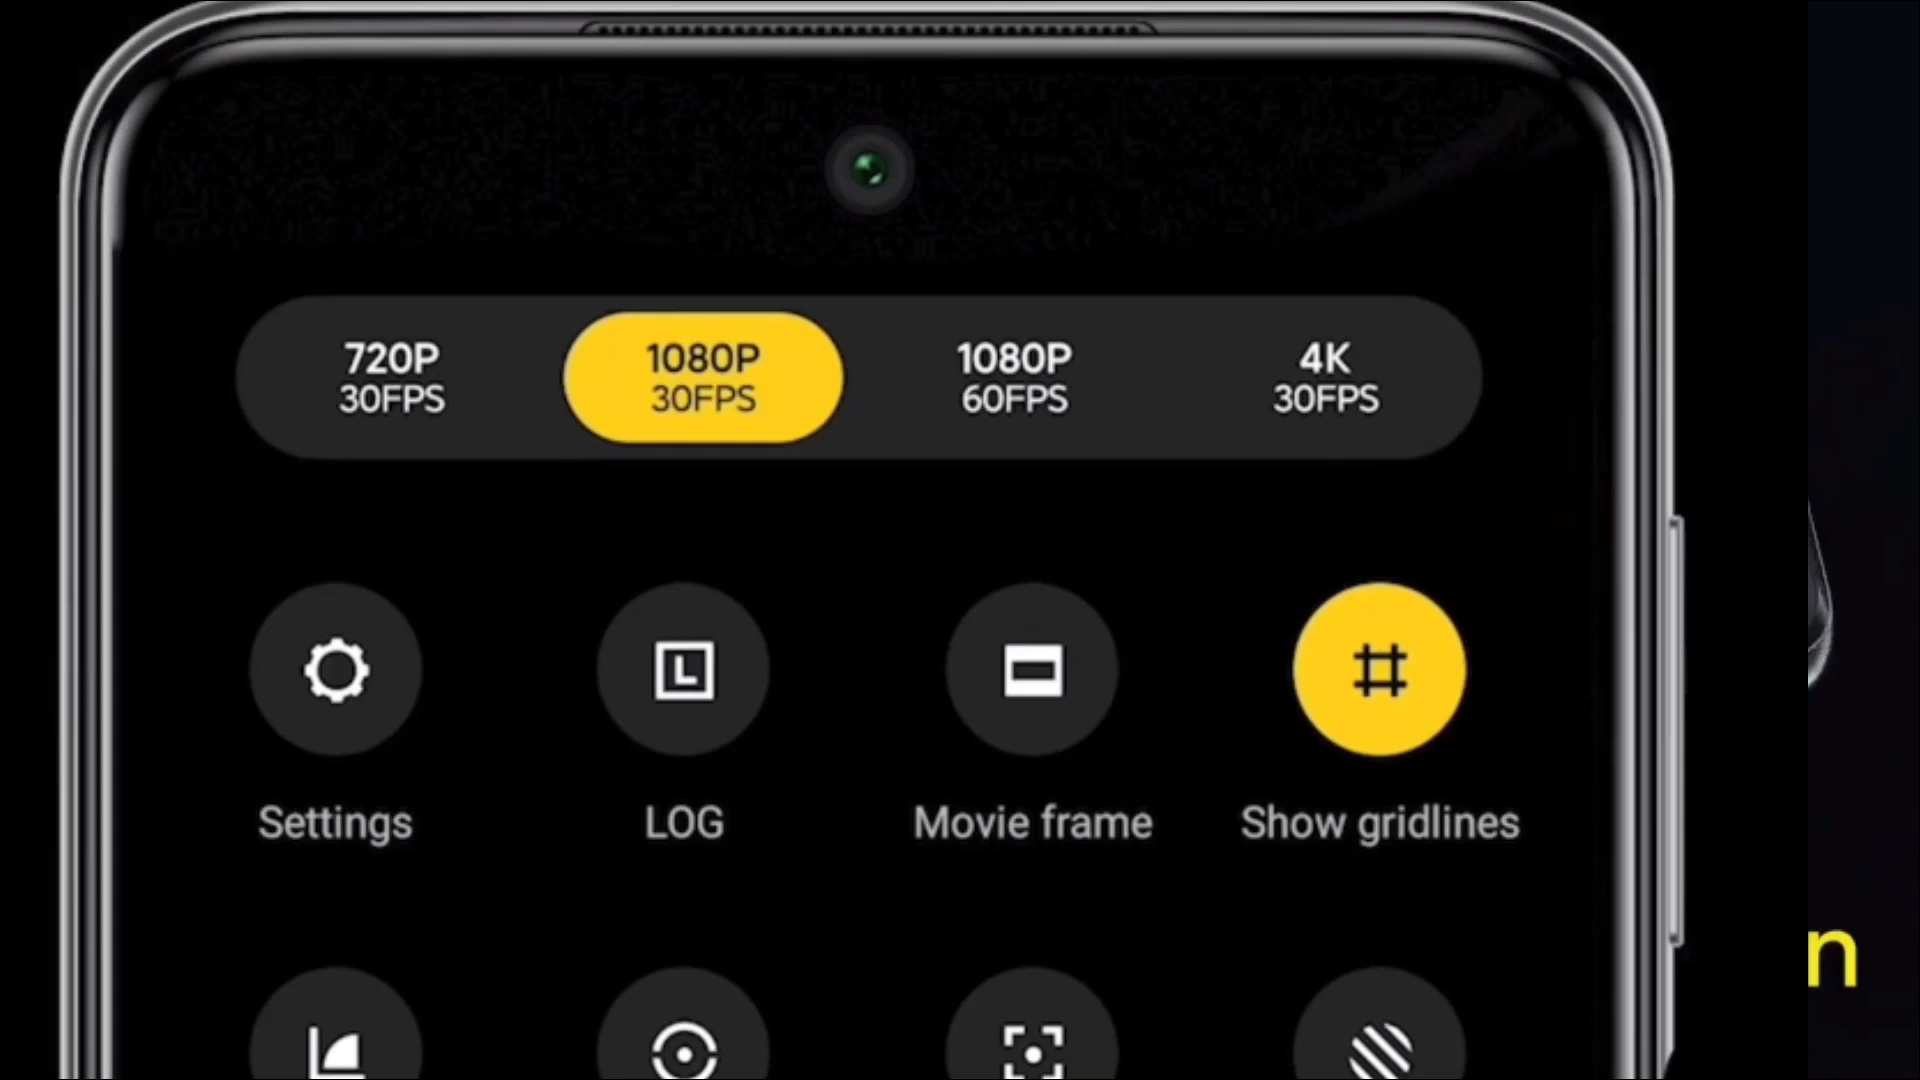 720P 1080P 1080P 4K
30FPS 30FPS 60FPS 30FPS
Settings LOG Movie frame Show gridlines
n